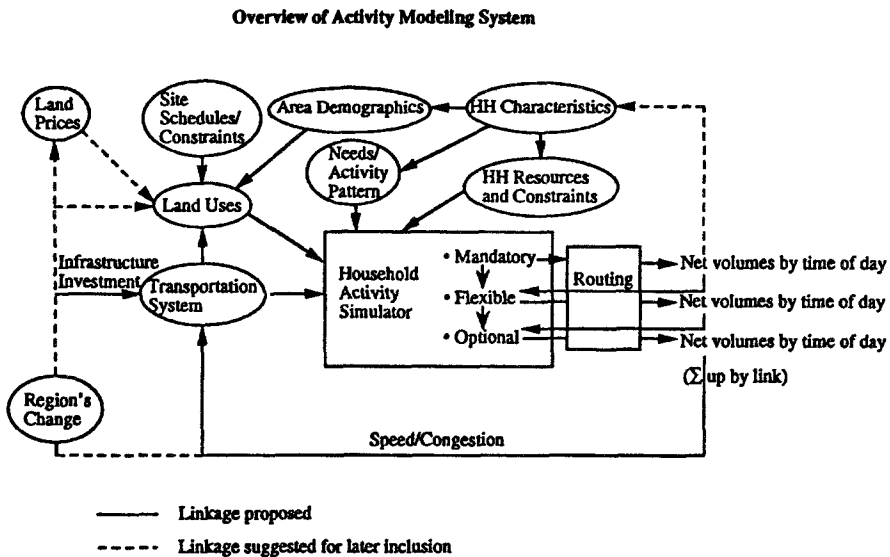 Overview of Activity Modeling System
Land
Prices
Site
Schedules/
Constraints
Area Demographics
HH Characteristics
Needs/
Activity
Pattern
HH Resources
and Constraints
Land Uses
Infrastructure
Investment
Transportation
System
Household
Activity
Simulator
• Mandatory
• Flexible
• Optional
Routing
Net volumes by time of day
Net volumes by time of day
Net volumes by time of day
(Σ up by link)
Region's
Change
Speed/Congestion
Linkage proposed
Linkage suggested for later inclusion